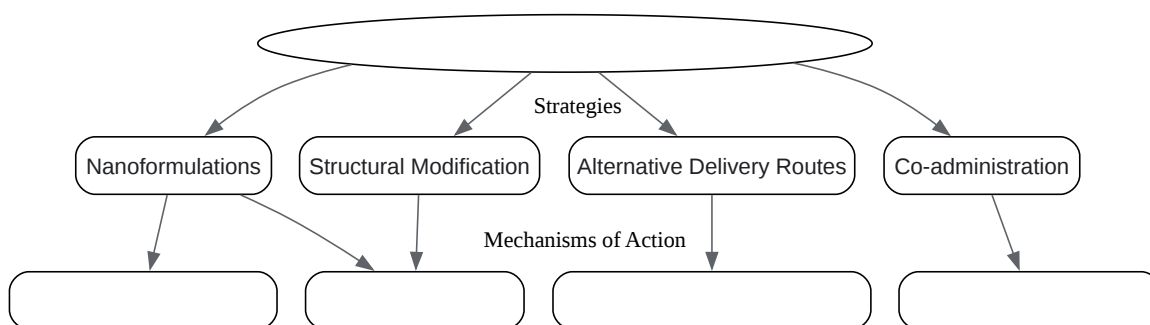 Strategies
Nanoformulations
Structural Modification
Alternative Delivery Routes
Co-administration
Mechanisms of Action